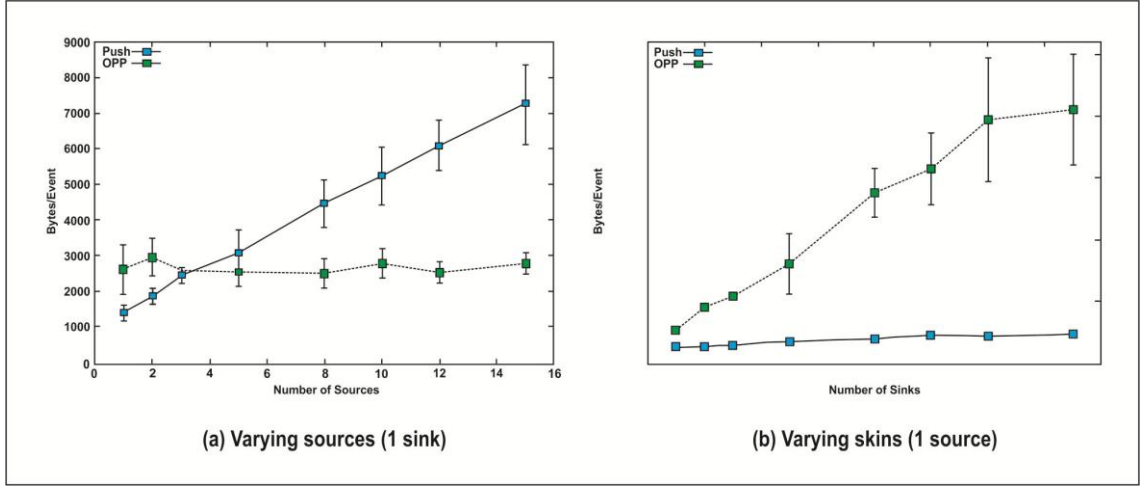 9000
8000
7000
6000
5000
4000
3000
2000
1000
0
Bytes/Event
Push
OPP
0 2 4 6 8 10 12 14 16
Number of Sources
(a) Varying sources (1 sink)
Bytes/Event
Push
OPP
Number of Sinks
(b) Varying skins (1 source)